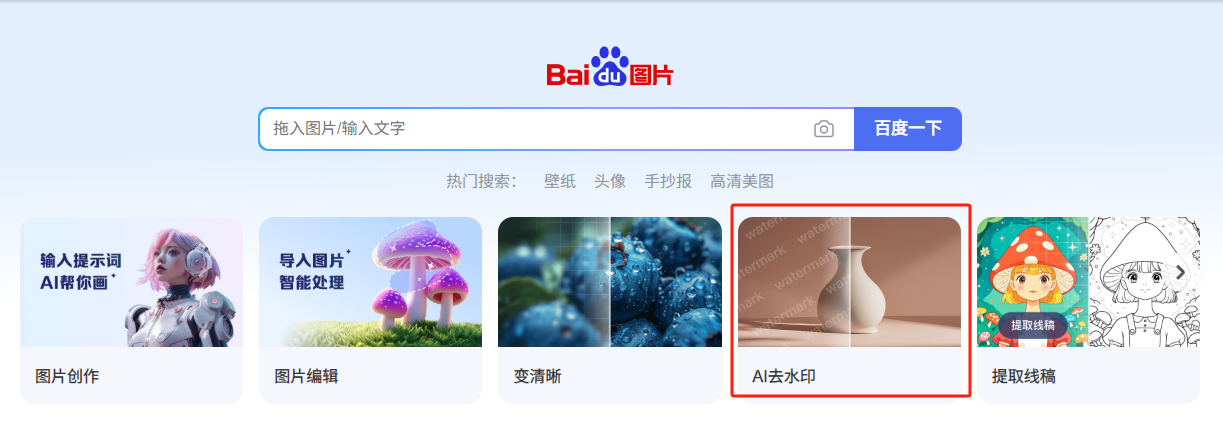 Bai du 图片
拖入图片/输入文字
百度一下
热门搜索: 壁纸 头像 手抄报 高清美图
输入提示词
AI帮你画
导入图片
智能处理
watermark watermark
watermark watermark
watermark watermark
提取线稿
图片创作
图片编辑
变清晰
AI去水印
提取线稿